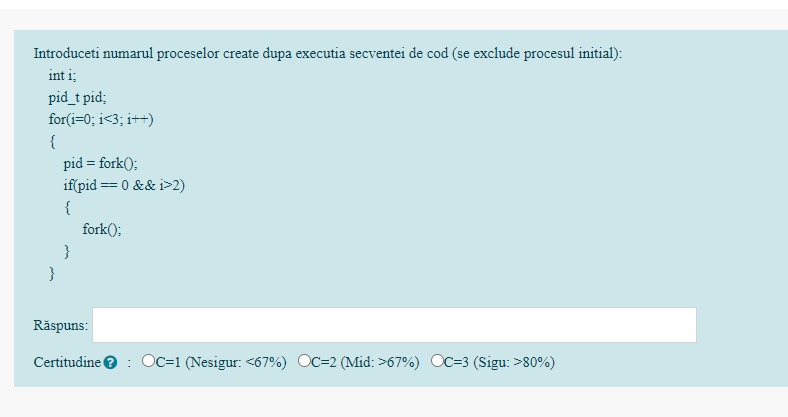 Introduceti numarul proceselor create dupa executia secventei de cod (se exclude procesul initial):
int i;
pid_t pid;
for(i=0; i<3; i++)
{
pid = fork();
if(pid == 0 && i>2)
{
fork();
}
}
Răspuns:
Certitudine ? : C=1 (Nesigur: <67%) C=2 (Mid: >67%) C=3 (Sigu: >80%)